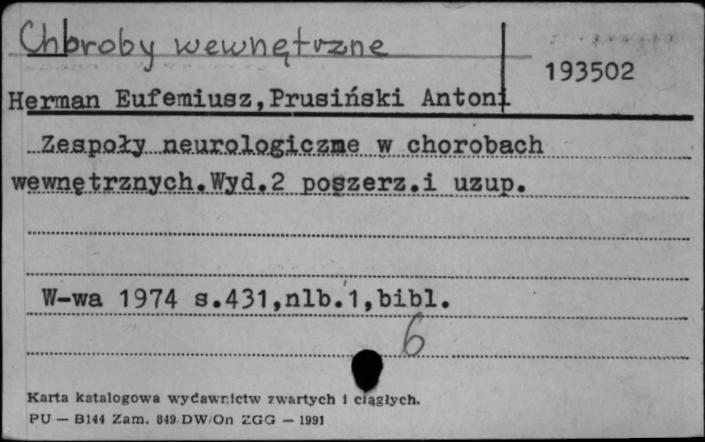 Choroby wewnętrzne
193502
Herman Eufemiusz,Prusiński Antoni
Zespoły neurologiczne w chorobach
wewnętrznych.Wyd.2 poszerz.i uzup.
W-wa 1974 s.431,nlb.1,bibl.
6
Karta katalogowa wydawnictw zwartych i ciągłych.
PU — B144 Zam. 849/DW/On ZGG — 1991